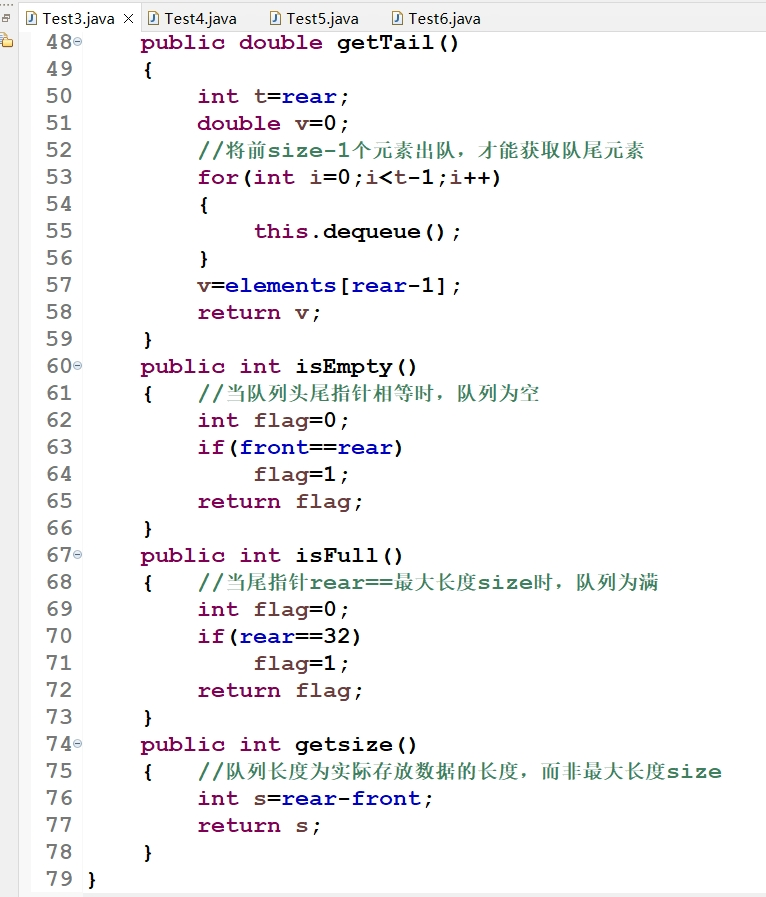 Test3.java Test4.java Test5.java Test6.java
48 public double getTail()
49 {
50 int t=rear;
51 double v=0;
52 //将前size-1个元素出队，才能获取队尾元素
53 for(int i=0;i<t-1;i++)
54 {
55 this.dequeue();
56 }
57 v=elements[rear-1];
58 return v;
59 }
60 public int isEmpty()
61 { //当队列头尾指针相等时，队列为空
62 int flag=0;
63 if(front==rear)
64 flag=1;
65 return flag;
66 }
67 public int isFull()
68 { //当尾指针rear==最大长度size时，队列为满
69 int flag=0;
70 if(rear==32)
71 flag=1;
72 return flag;
73 }
74 public int getsize()
75 { //队列长度为实际存放数据的长度，而非最大长度size
76 int s=rear-front;
77 return s;
78 }
79 }